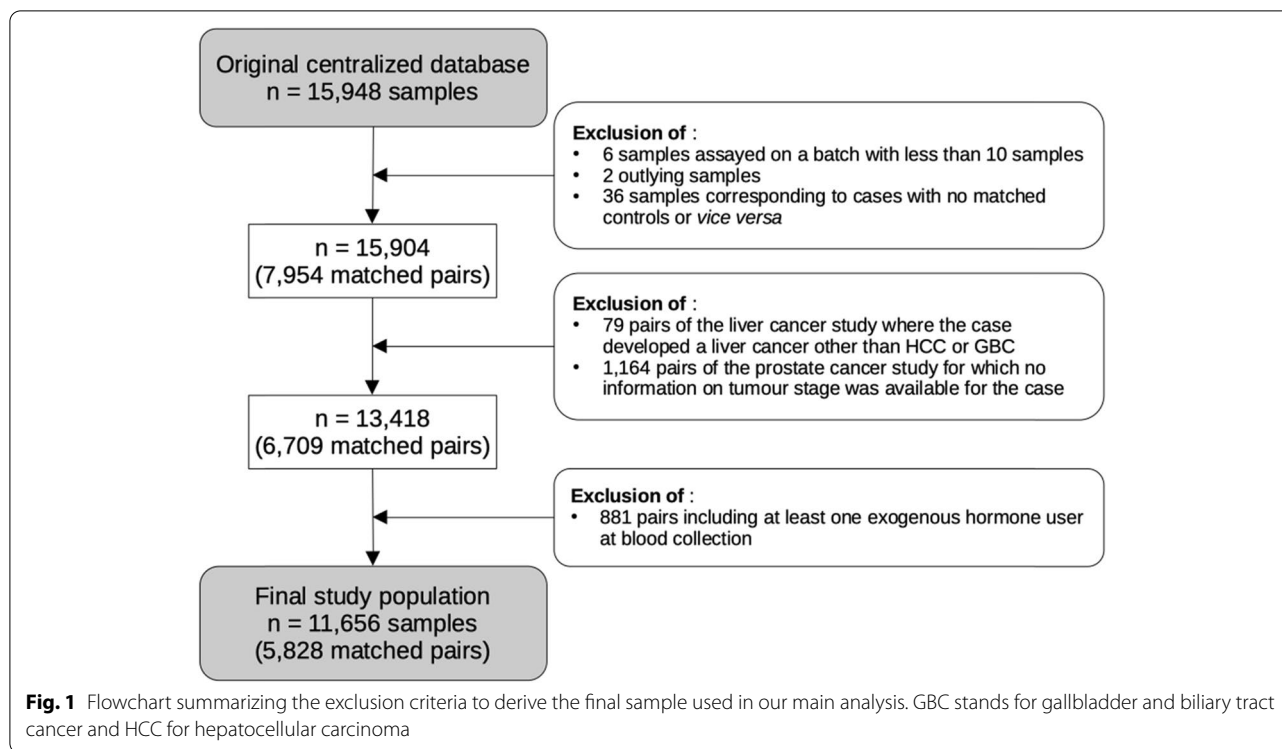 Original centralized database
n = 15,948 samples
Exclusion of :
• 6 samples assayed on a batch with less than 10 samples
• 2 outlying samples
• 36 samples corresponding to cases with no matched
controls or vice versa
n = 15,904
(7,954 matched pairs)
Exclusion of :
• 79 pairs of the liver cancer study where the case
developed a liver cancer other than HCC or GBC
• 1,164 pairs of the prostate cancer study for which no
information on tumour stage was available for the case
n = 13,418
(6,709 matched pairs)
Exclusion of :
• 881 pairs including at least one exogenous hormone user
at blood collection
Final study population
n = 11,656 samples
(5,828 matched pairs)
Fig. 1 Flowchart summarizing the exclusion criteria to derive the final sample used in our main analysis. GBC stands for gallbladder and biliary tract
cancer and HCC for hepatocellular carcinoma